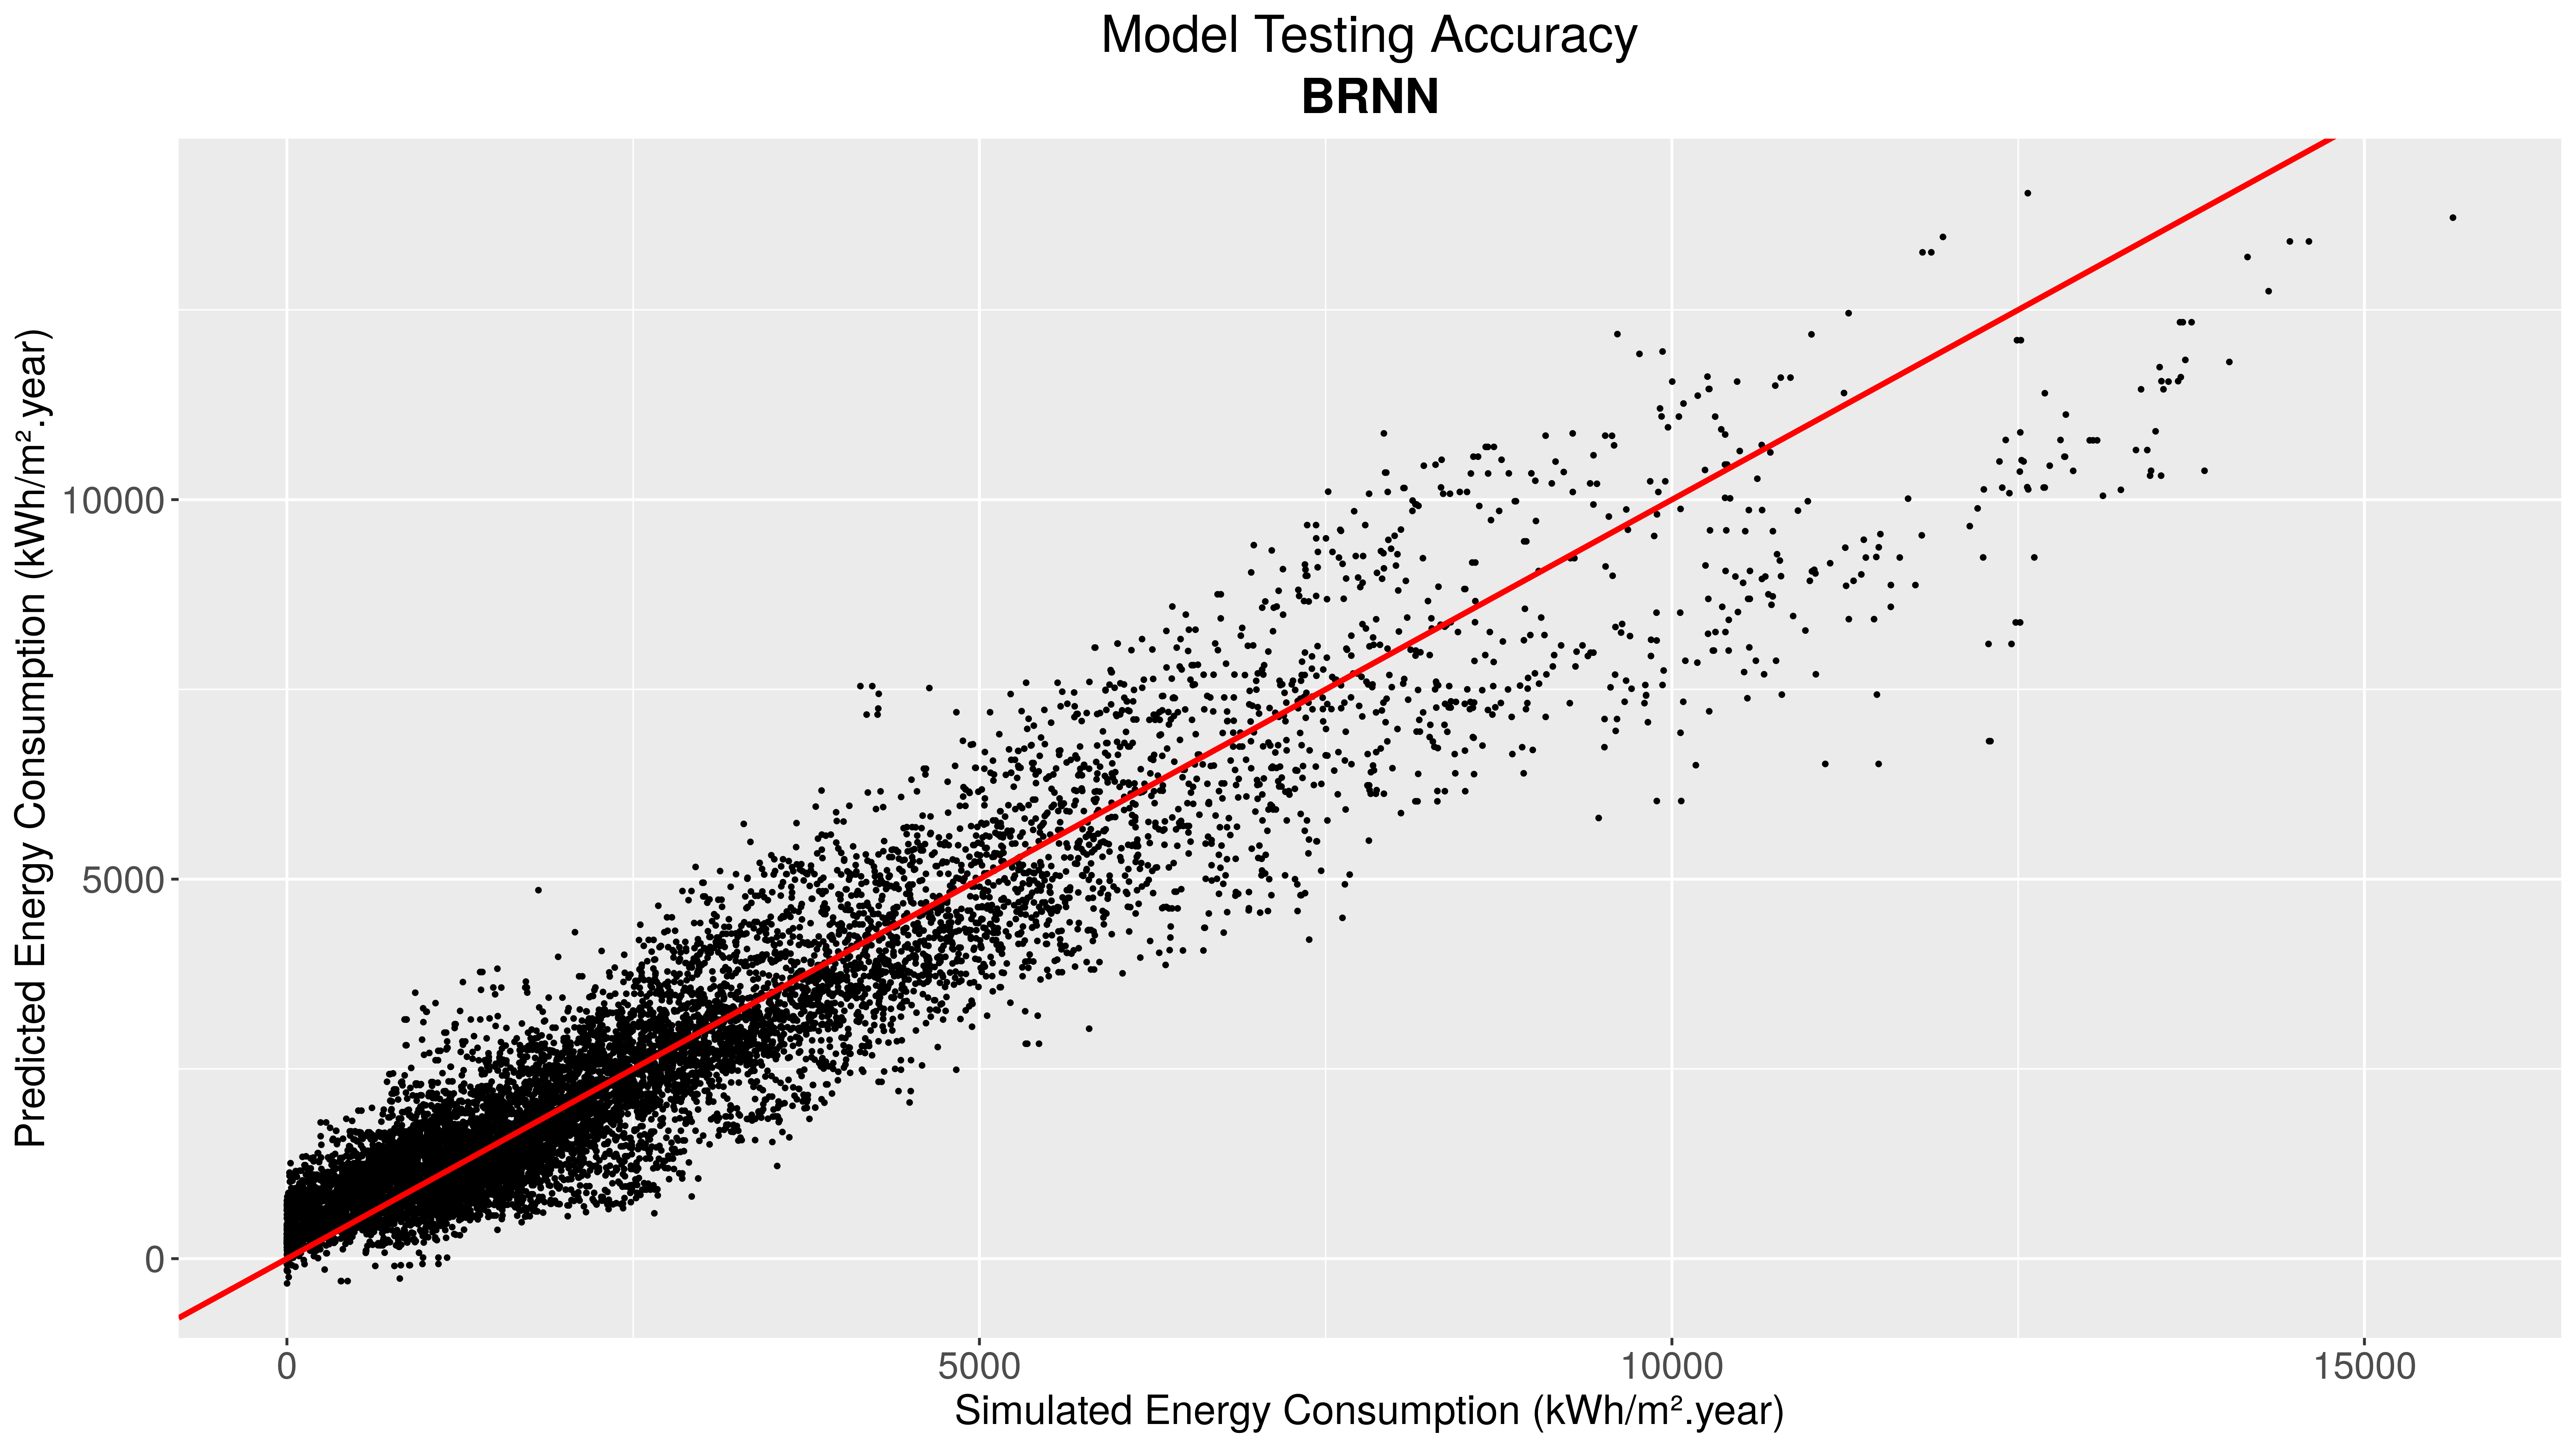 Model Testing Accuracy
BRNN
Predicted Energy Consumption (kWh/m².year)
10000
5000
0
0 5000 10000 15000
Simulated Energy Consumption (kWh/m².year)